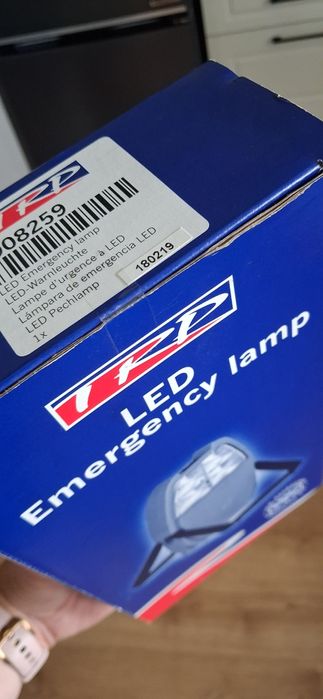 TRP
08259
LED Emergency lamp
LED-Warnleuchte
Lampe d'urgence à LED
Lámpara de emergencia LED
LED Pechlamp
180219
1x
TRP
LED
Emergency lamp